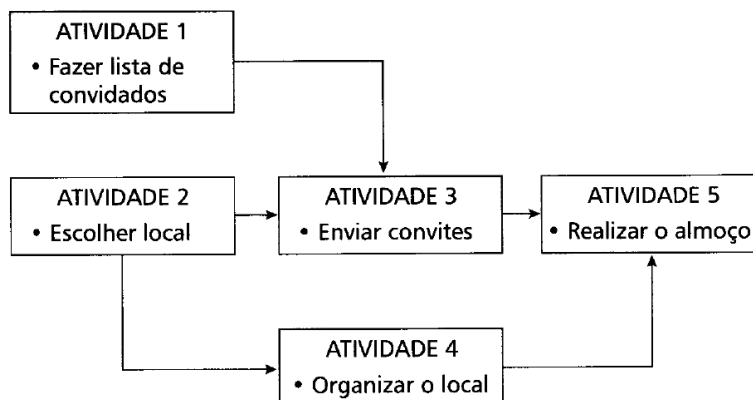 ATIVIDADE 1
• Fazer lista de
convidados
ATIVIDADE 2
• Escolher local
ATIVIDADE 3
• Enviar convites
ATIVIDADE 5
• Realizar o almoço
ATIVIDADE 4
• Organizar o local